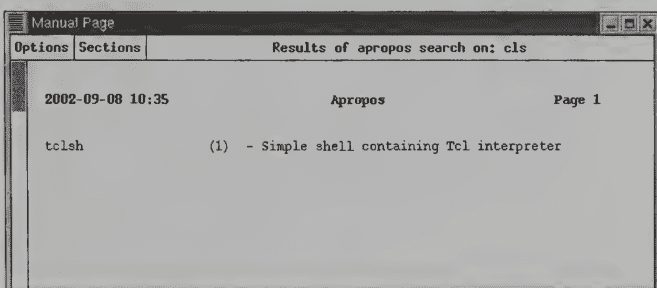 Manual Page
Options Sections Results of apropos search on: cls
2002-09-08 10:35 Apropos Page 1
tclsh (1) - Simple shell containing Tcl interpreter